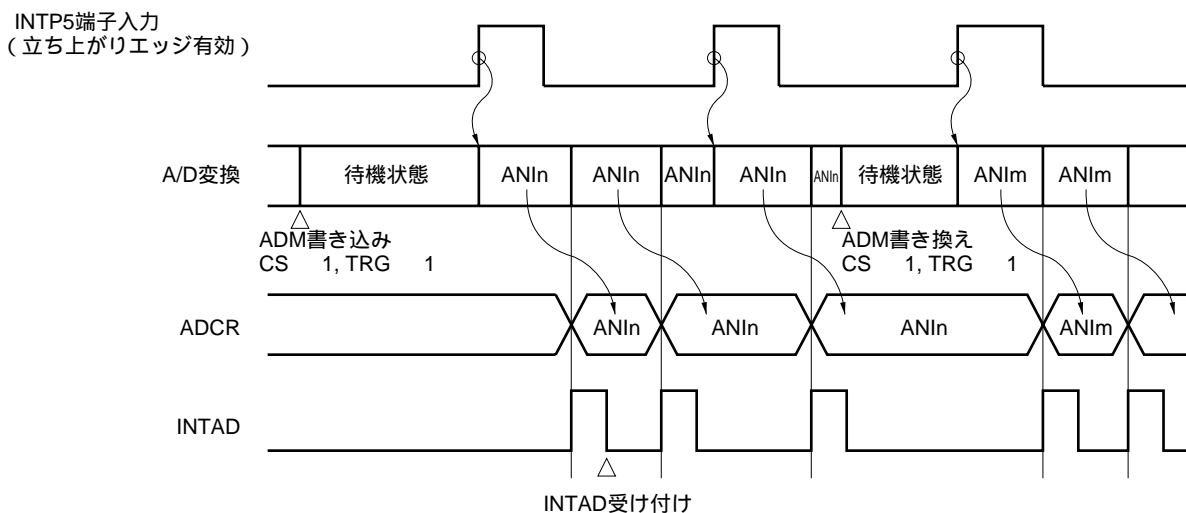 INTP5端子入力
(立ち上がりエッジ有効)
A/D変換
待機状態 ANIn ANIn ANIn ANIn ANIn 待機状態 ANIm ANIm
ADM書き込み
CS 1, TRG 1
ADM書き換え
CS 1, TRG 1
ADCR
ANIn ANIn ANIn ANIm
INTAD
INTAD受け付け